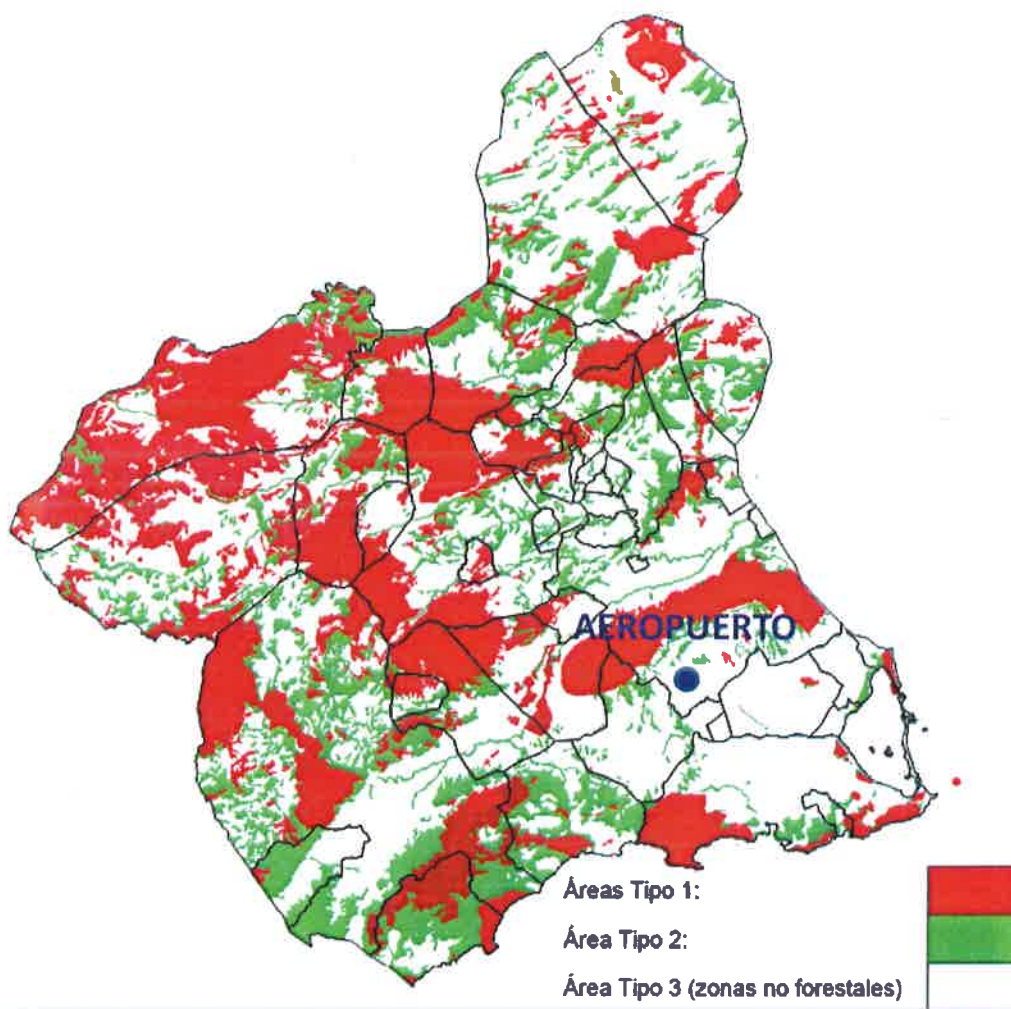 AEROPUERTO
Áreas Tipo 1:
Área Tipo 2:
Área Tipo 3 (zonas no forestales)